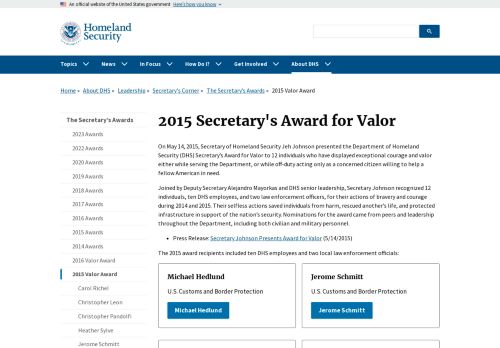 An official website of the United States government Here's how you know
Homeland
Security
Topics News In Focus How Do I? Get Involved About DHS
Home » About DHS » Leadership » Secretary's Corner » The Secretary's Awards » 2015 Valor Award
The Secretary's Awards
2023 Awards
2022 Awards
2020 Awards
2019 Awards
2018 Awards
2017 Awards
2016 Awards
2015 Awards
2014 Awards
2016 Valor Award
2015 Valor Award
Carol Richel
Christopher Leon
Christopher Pandolfi
Heather Sylve
Jerome Schmitt
2015 Secretary's Award for Valor
On May 14, 2015, Secretary of Homeland Security Jeh Johnson presented the Department of Homeland
Security (DHS) Secretary's Award for Valor to 12 individuals who have displayed exceptional courage and valor
either while serving the Department, or while off-duty acting only as a concerned citizen willing to help a
fellow American in need.
Joined by Deputy Secretary Alejandro Mayorkas and DHS senior leadership, Secretary Johnson recognized 12
individuals, ten DHS employees, and two law enforcement officers, for their actions of bravery and courage
during 2014 and 2015. Their selfless actions saved individuals from harm, rescued another's life, and protected
infrastructure in support of the nation's security. Nominations for the award came from peers and leadership
throughout the Department, including both civilian and military personnel.
Press Release: Secretary Johnson Presents Award for Valor (5/14/2015)
The 2015 award recipients included ten DHS employees and two local law enforcement officials:
Michael Hedlund
U.S. Customs and Border Protection
Michael Hedlund
Jerome Schmitt
U.S. Customs and Border Protection
Jerome Schmitt